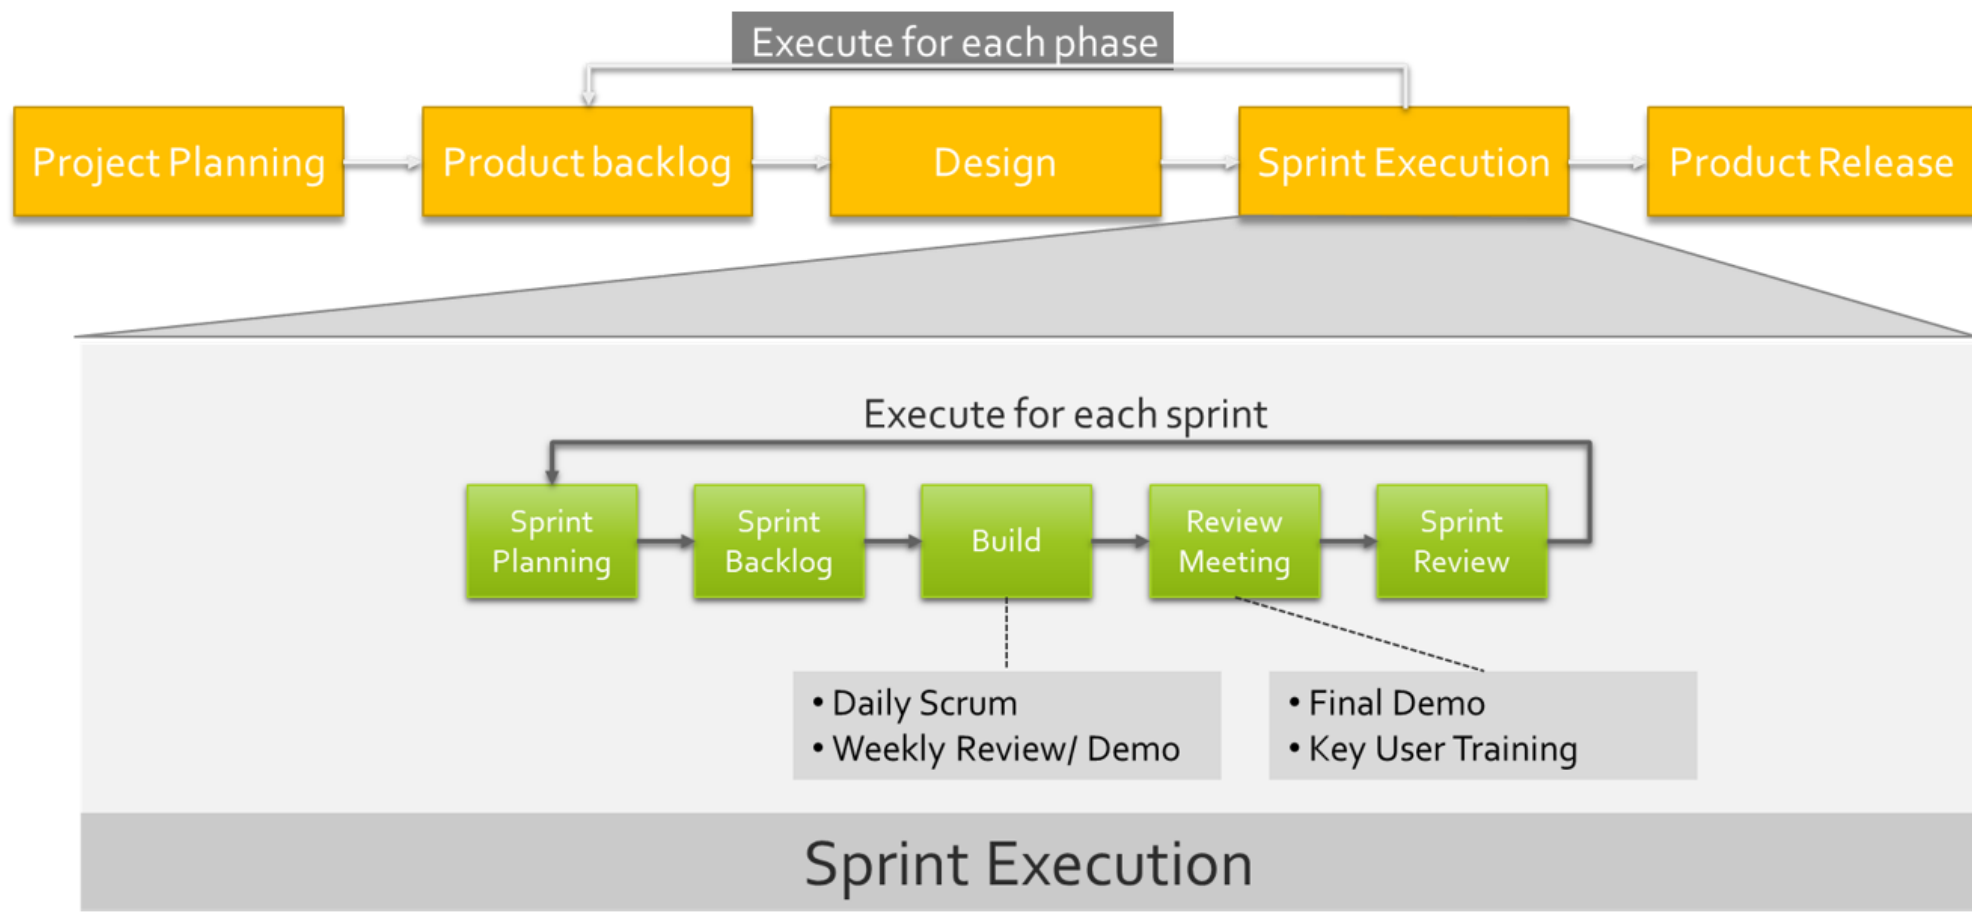 Execute for each phase
Project Planning
Product backlog
Design
Sprint Execution
Product Release
Execute for each sprint
Sprint
Planning
Sprint
Backlog
Build
Review
Meeting
Sprint
Review
• Daily Scrum
• Weekly Review/ Demo
• Final Demo
• Key User Training
Sprint Execution